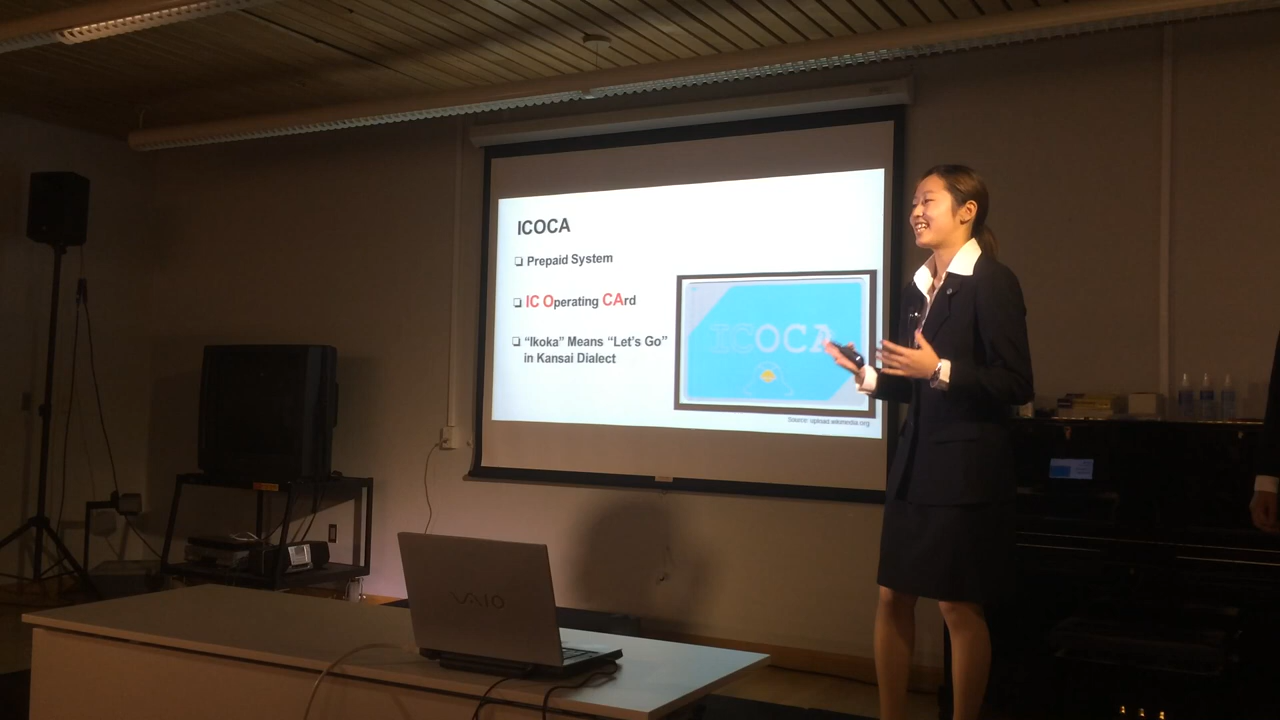 ICOCA
❑ Prepaid System
❑ IC Operating CArd
❑ “Ikoka” Means “Let's Go”
in Kansai Dialect
ICOCA
Source: upload.wikimedia.org
VAIO